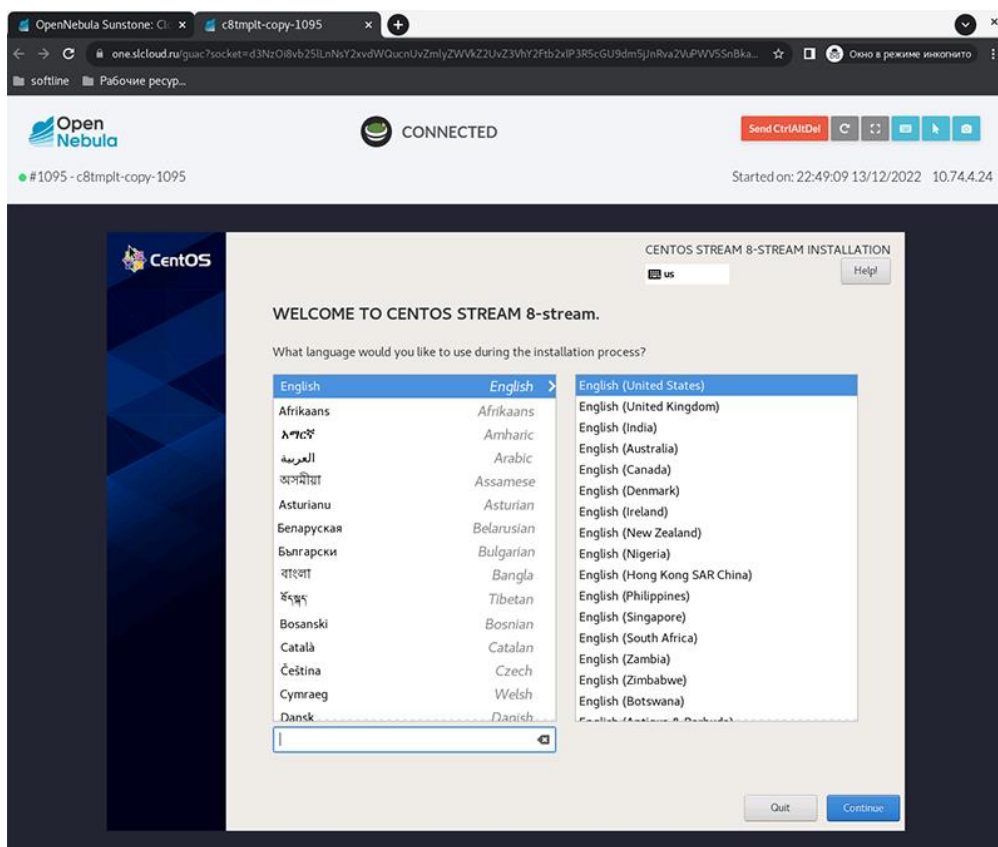 OpenNebula Sunstone: Cl
c8tmplt-copy-1095
one.slcloud.ru
Окно в режиме инкогнито
softline Рабочие ресур...
Open
Nebula
CONNECTED
Send CtrlAltDel
#1095 - c8tmplt-copy-1095
Started on: 22:49:09 13/12/2022 10.74.4.24
CentOS
CENTOS STREAM 8-STREAM INSTALLATION
us
Help!
WELCOME TO CENTOS STREAM 8-stream.
What language would you like to use during the installation process?
English English
Afrikaans Afrikaans
አማርኛ Amharic
العربية Arabic
অসমীয়া Assamese
Asturianu Asturian
Беларуская Belarusian
Български Bulgarian
বাংলা Bangla
བོད་སྐད་ Tibetan
Bosanski Bosnian
Català Catalan
Čeština Czech
Cymraeg Welsh
Dansk Danish
English (United States)
English (United Kingdom)
English (India)
English (Australia)
English (Canada)
English (Denmark)
English (Ireland)
English (New Zealand)
English (Nigeria)
English (Hong Kong SAR China)
English (Philippines)
English (Singapore)
English (South Africa)
English (Zambia)
English (Zimbabwe)
English (Botswana)
English (Antigua & Barbuda)
Quit
Continue